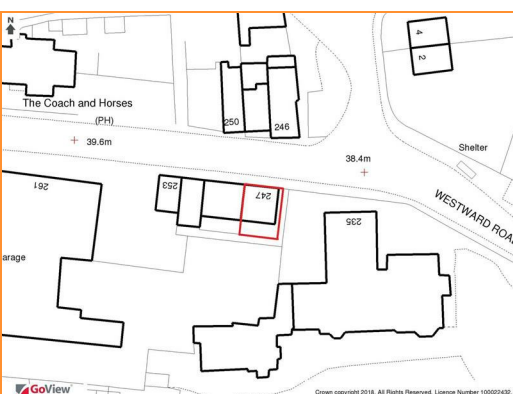 N
4
2
The Coach and Horses
(PH)
250
246
39.6m
38.4m
Shelter
WESTWARD ROA
261
253
247
235
arage
GoView
Crown copyright 2018. All Rights Reserved. Licence Number 100022432.